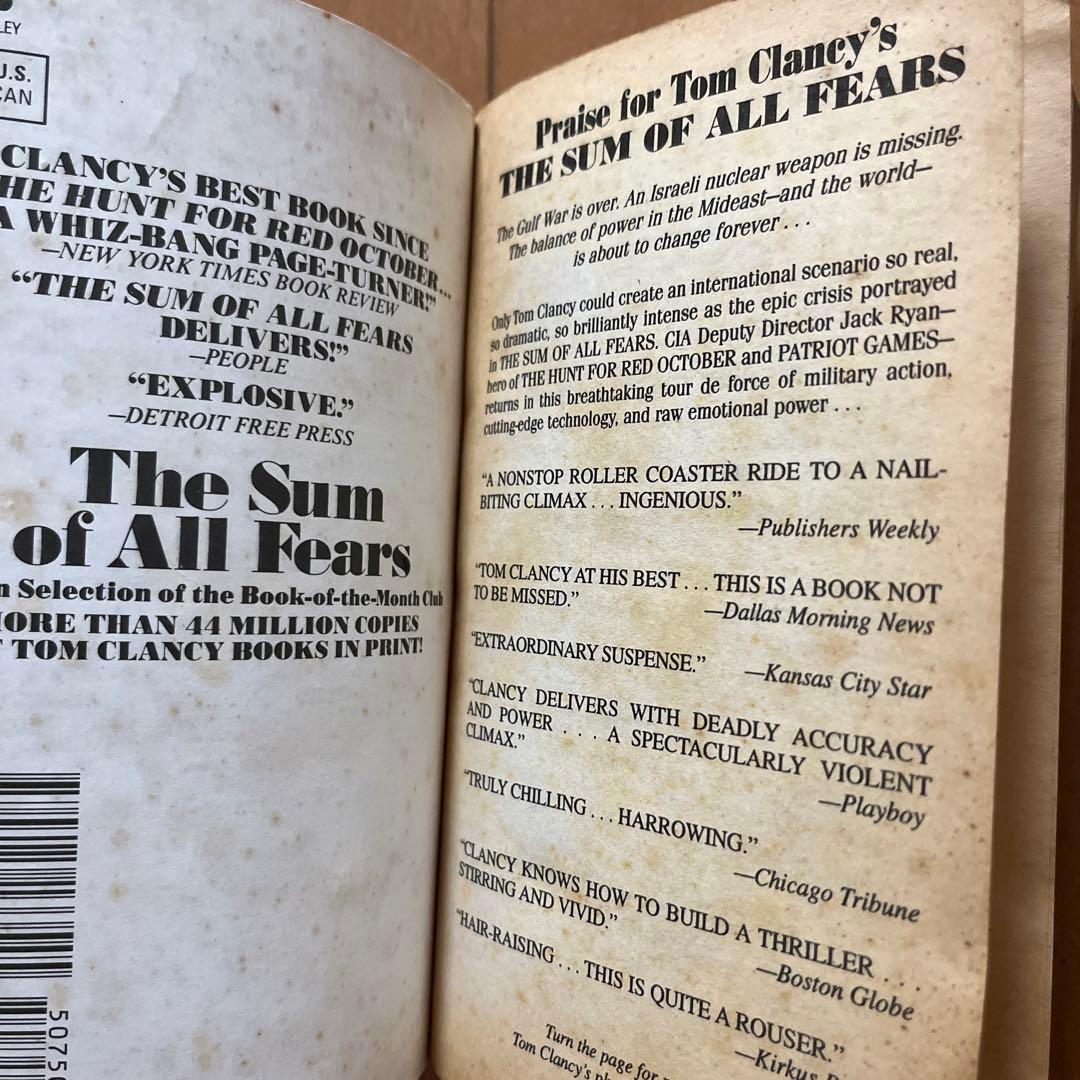 LEY
U.S.
CAN
CLANCY'S BEST BOOK SINCE
HE HUNT FOR RED OCTOBER...
A WHIZ-BANG PAGE-TURNER!"
—NEW YORK TIMES BOOK REVIEW
"THE SUM OF ALL FEARS
DELIVERS!"
—PEOPLE
"EXPLOSIVE."
—DETROIT FREE PRESS
The Sum
of All Fears
n Selection of the Book-of-the-Month Club
ORE THAN 44 MILLION COPIES
F TOM CLANCY BOOKS IN PRINT!
5075
Praise for Tom Clancy's
THE SUM OF ALL FEARS
The Gulf War is over. An Israeli nuclear weapon is missing.
The balance of power in the Mideast—and the world—
is about to change forever . . .
Only Tom Clancy could create an international scenario so real,
so dramatic, so brilliantly intense as the epic crisis portrayed
in THE SUM OF ALL FEARS. CIA Deputy Director Jack Ryan—
hero of THE HUNT FOR RED OCTOBER and PATRIOT GAMES—
returns in this breathtaking tour de force of military action,
cutting-edge technology, and raw emotional power . . .
"A NONSTOP ROLLER COASTER RIDE TO A NAIL-
BITING CLIMAX . . . INGENIOUS."
—Publishers Weekly
"TOM CLANCY AT HIS BEST . . . THIS IS A BOOK NOT
TO BE MISSED." —Dallas Morning News
"EXTRAORDINARY SUSPENSE." —Kansas City Star
"CLANCY DELIVERS WITH DEADLY ACCURACY
AND POWER . . . A SPECTACULARLY VIOLENT
CLIMAX."
—Playboy
"TRULY CHILLING . . . HARROWING."
—Chicago Tribune
"CLANCY KNOWS HOW TO BUILD A THRILLER . . .
STIRRING AND VIVID."
—Boston Globe
"HAIR-RAISING . . . THIS IS QUITE A ROUSER."
—Kirkus
Turn the page for
Tom Clancy's